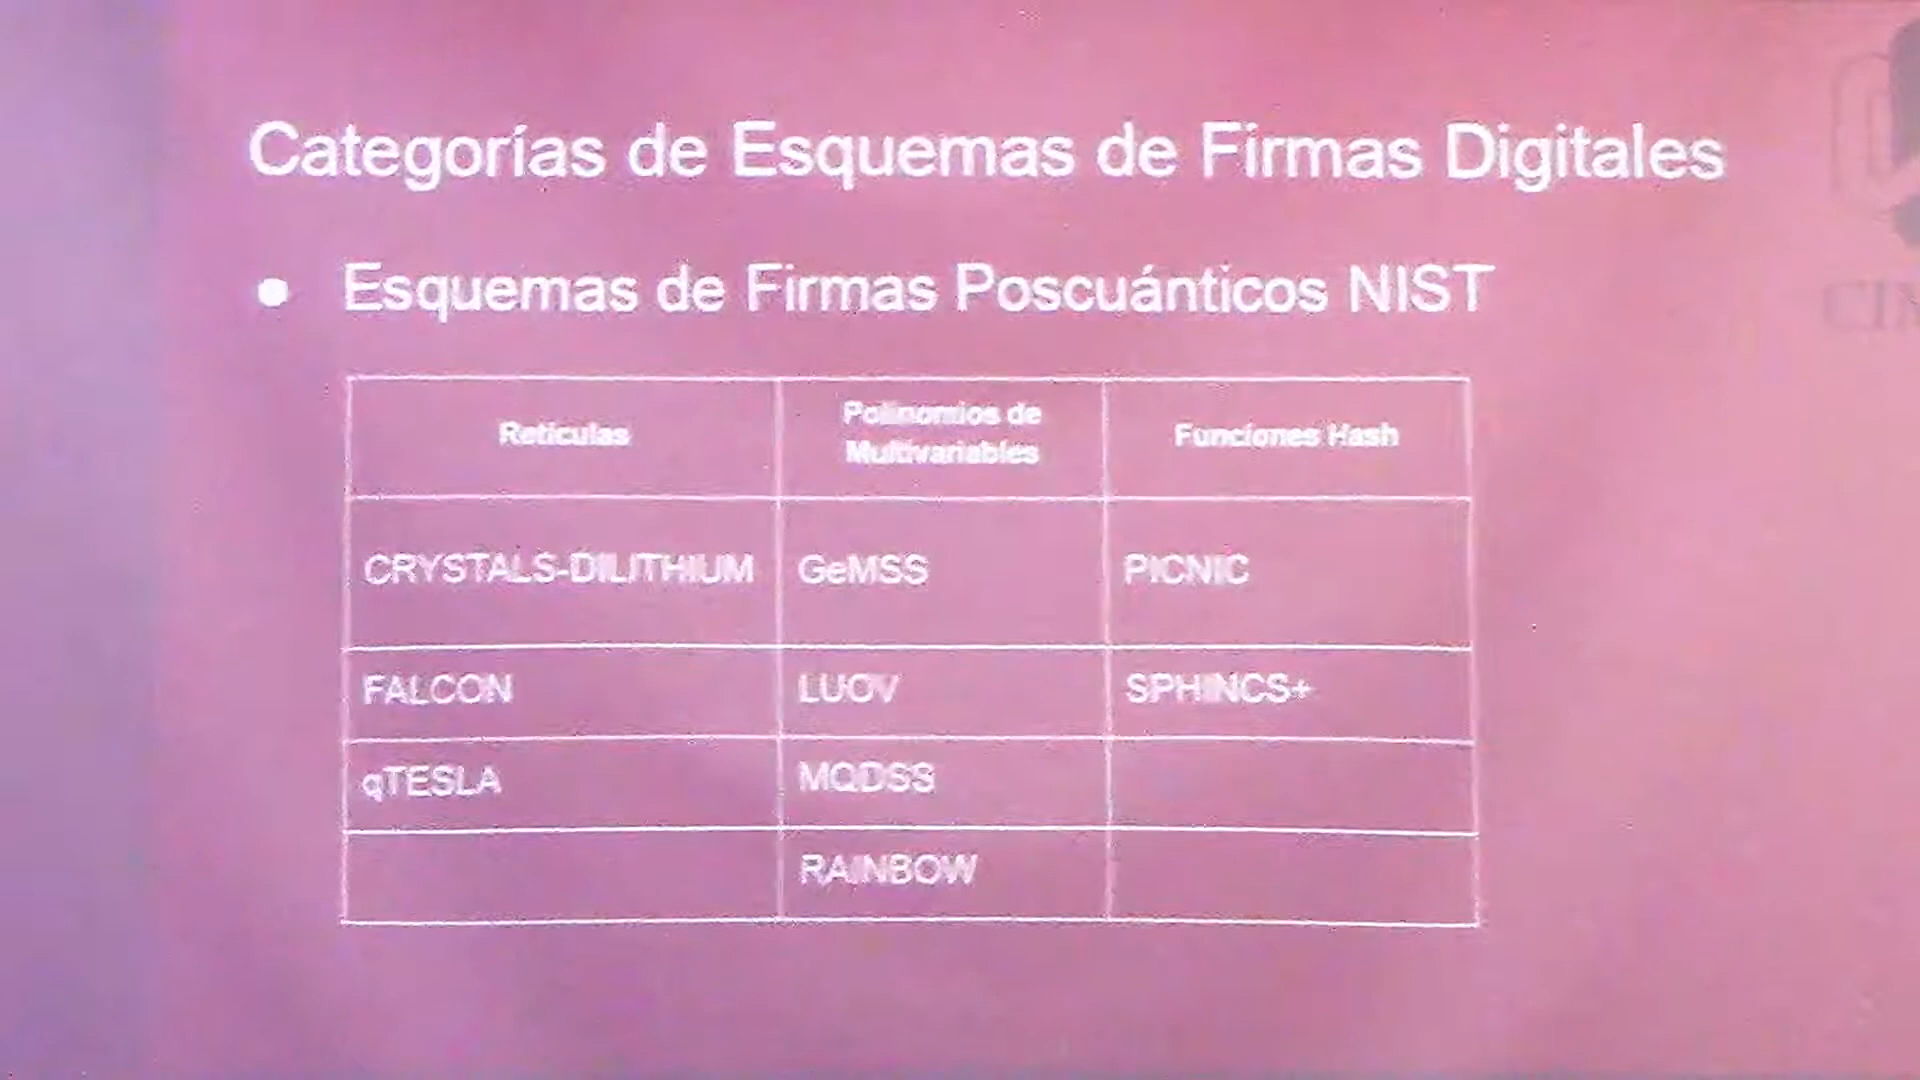 Categorías de Esquemas de Firmas Digitales
● Esquemas de Firmas Poscuánticos NIST
Retículas
Polinomios de
Multivariables
Funciones Hash
CRYSTALS-DILITHIUM GeMSS PICNIC
FALCON LUOV SPHINCS+
qTESLA MQDSS
RAINBOW